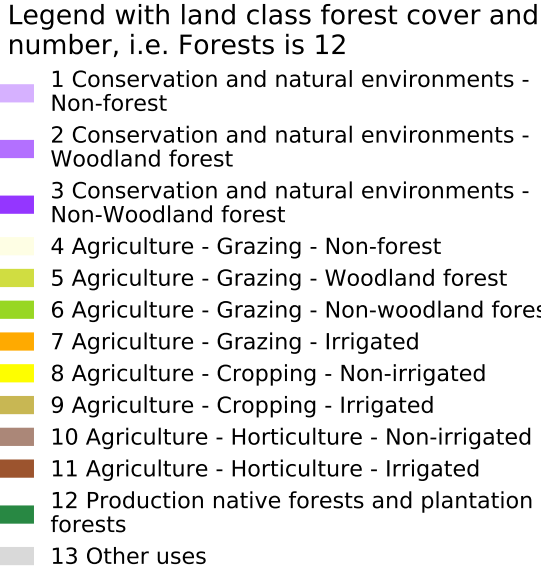 Legend with land class forest cover and
number, i.e. Forests is 12
1 Conservation and natural environments -
Non-forest
2 Conservation and natural environments -
Woodland forest
3 Conservation and natural environments -
Non-Woodland forest
4 Agriculture - Grazing - Non-forest
5 Agriculture - Grazing - Woodland forest
6 Agriculture - Grazing - Non-woodland fores
7 Agriculture - Grazing - Irrigated
8 Agriculture - Cropping - Non-irrigated
9 Agriculture - Cropping - Irrigated
10 Agriculture - Horticulture - Non-irrigated
11 Agriculture - Horticulture - Irrigated
12 Production native forests and plantation
forests
13 Other uses